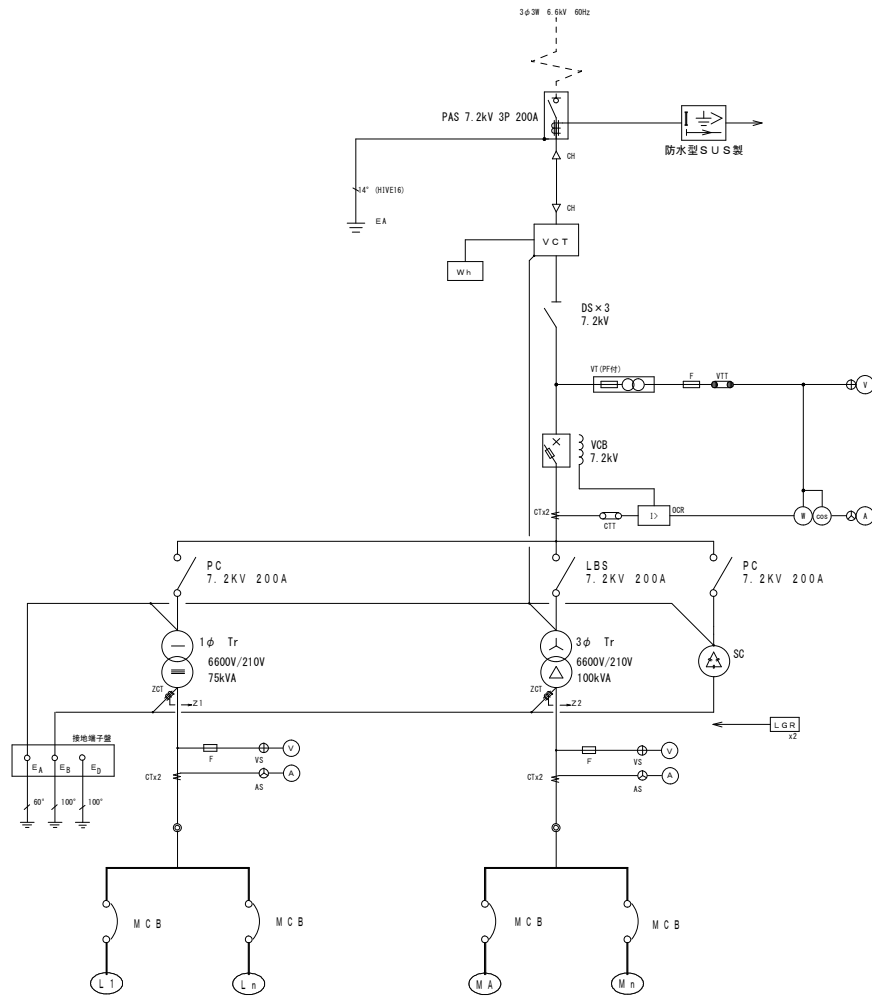 3φ3W 6.6kV 60Hz
PAS 7.2kV 3P 200A
I
防水型SUS製
CH
14° (HIVE16)
EA
CH
VCT
Wh
DS×3
7.2kV
VT(PF付)
F
VTT
V
VCB
7.2kV
CTx2
CTT
I>
OCR
W
COS
A
PC
7.2KV 200A
LBS
7.2KV 200A
PC
7.2KV 200A
1φ Tr
6600V/210V
75kVA
3φ Tr
6600V/210V
100kVA
SC
ZCT
Z1
ZCT
Z2
LGR
x2
接地端子盤
EA
EB
ED
60°
100°
100°
F
VS
V
CTx2
AS
A
F
VS
V
CTx2
AS
A
MCB
MCB
MCB
MCB
L1
Ln
MA
Mn